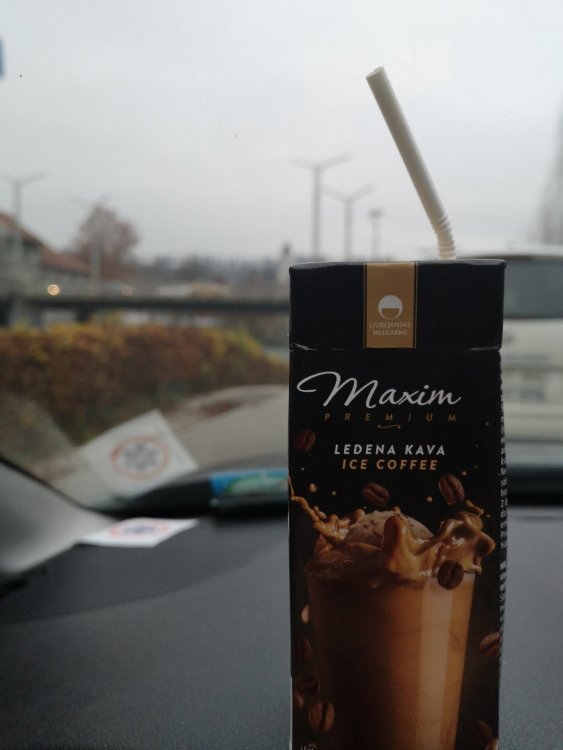 LJUBLJANSKE
MLEKARNE
Maxim
PREMIUM
LEDENA KAVA
ICE COFFEE